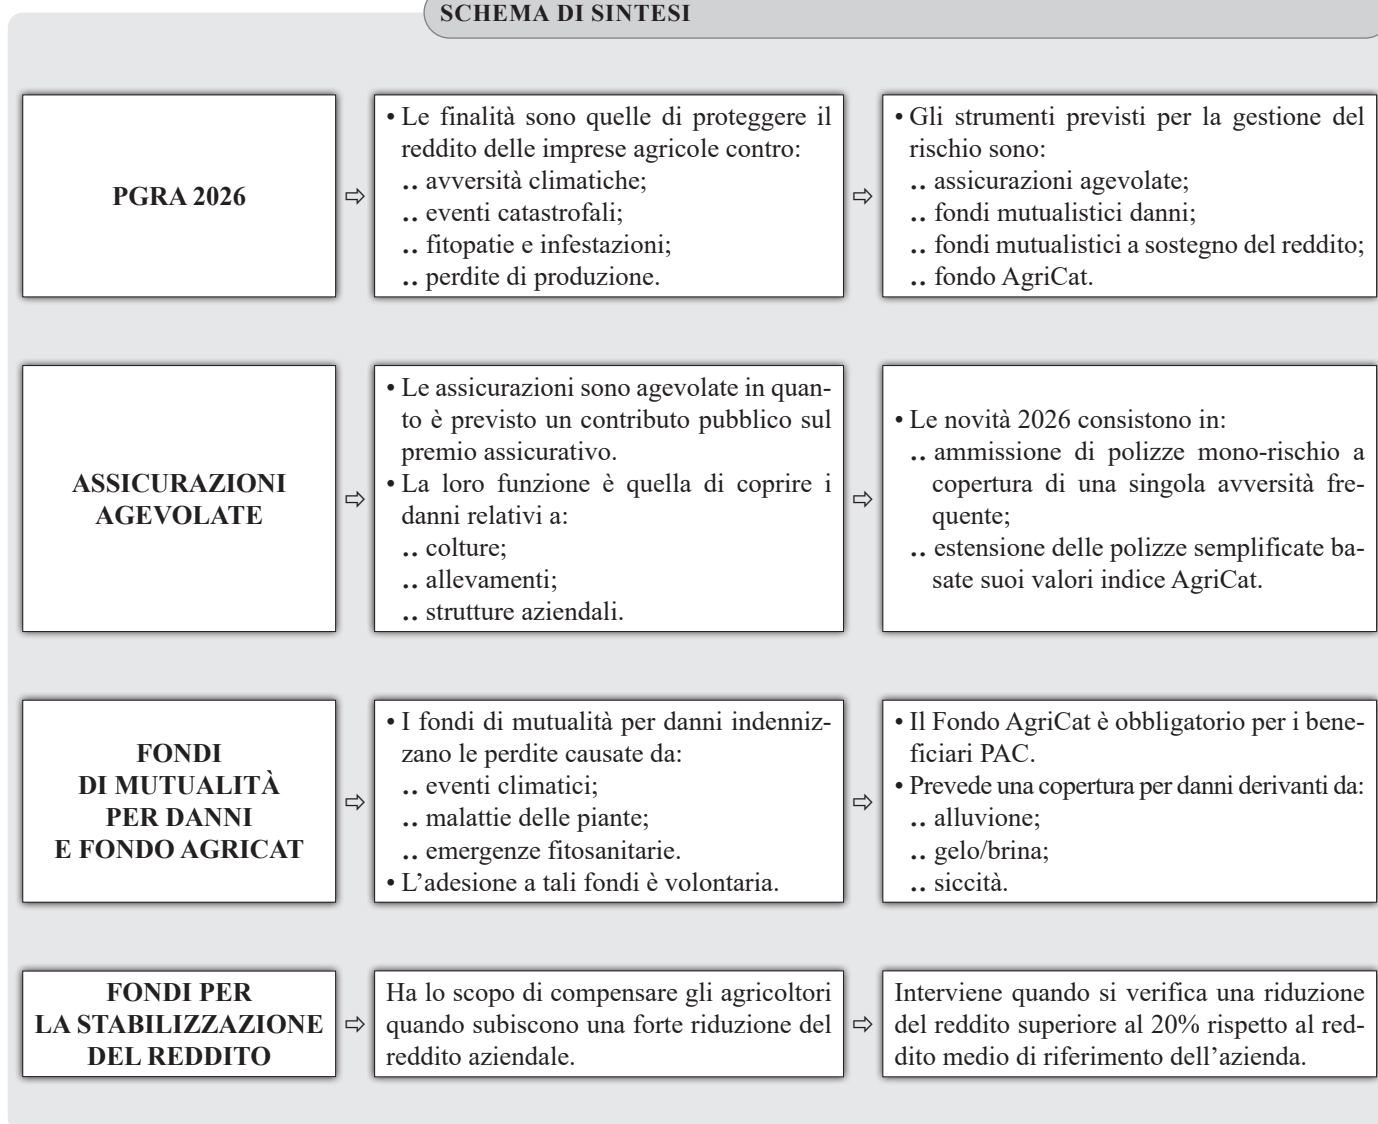 SCHEMA DI SINTESI
PGRA 2026
⇨
• Le finalità sono quelle di proteggere il
reddito delle imprese agricole contro:
.. avversità climatiche;
.. eventi catastrofali;
.. fitopatie e infestazioni;
.. perdite di produzione.
⇨
• Gli strumenti previsti per la gestione del
rischio sono:
.. assicurazioni agevolate;
.. fondi mutualistici danni;
.. fondi mutualistici a sostegno del reddito;
.. fondo AgriCat.
ASSICURAZIONI
AGEVOLATE
⇨
• Le assicurazioni sono agevolate in quan-
to è previsto un contributo pubblico sul
premio assicurativo.
• La loro funzione è quella di coprire i
danni relativi a:
.. colture;
.. allevamenti;
.. strutture aziendali.
⇨
• Le novità 2026 consistono in:
.. ammissione di polizze mono-rischio a
copertura di una singola avversità fre-
quente;
.. estensione delle polizze semplificate ba-
sate suoi valori indice AgriCat.
FONDI
DI MUTUALITÀ
PER DANNI
E FONDO AGRICAT
⇨
• I fondi di mutualità per danni indenniz-
zano le perdite causate da:
.. eventi climatici;
.. malattie delle piante;
.. emergenze fitosanitarie.
• L’adesione a tali fondi è volontaria.
⇨
• Il Fondo AgriCat è obbligatorio per i bene-
ficiari PAC.
• Prevede una copertura per danni derivanti da:
.. alluvione;
.. gelo/brina;
.. siccità.
FONDI PER
LA STABILIZZAZIONE
DEL REDDITO
⇨
Ha lo scopo di compensare gli agricoltori
quando subiscono una forte riduzione del
reddito aziendale.
⇨
Interviene quando si verifica una riduzione
del reddito superiore al 20% rispetto al red-
dito medio di riferimento dell’azienda.